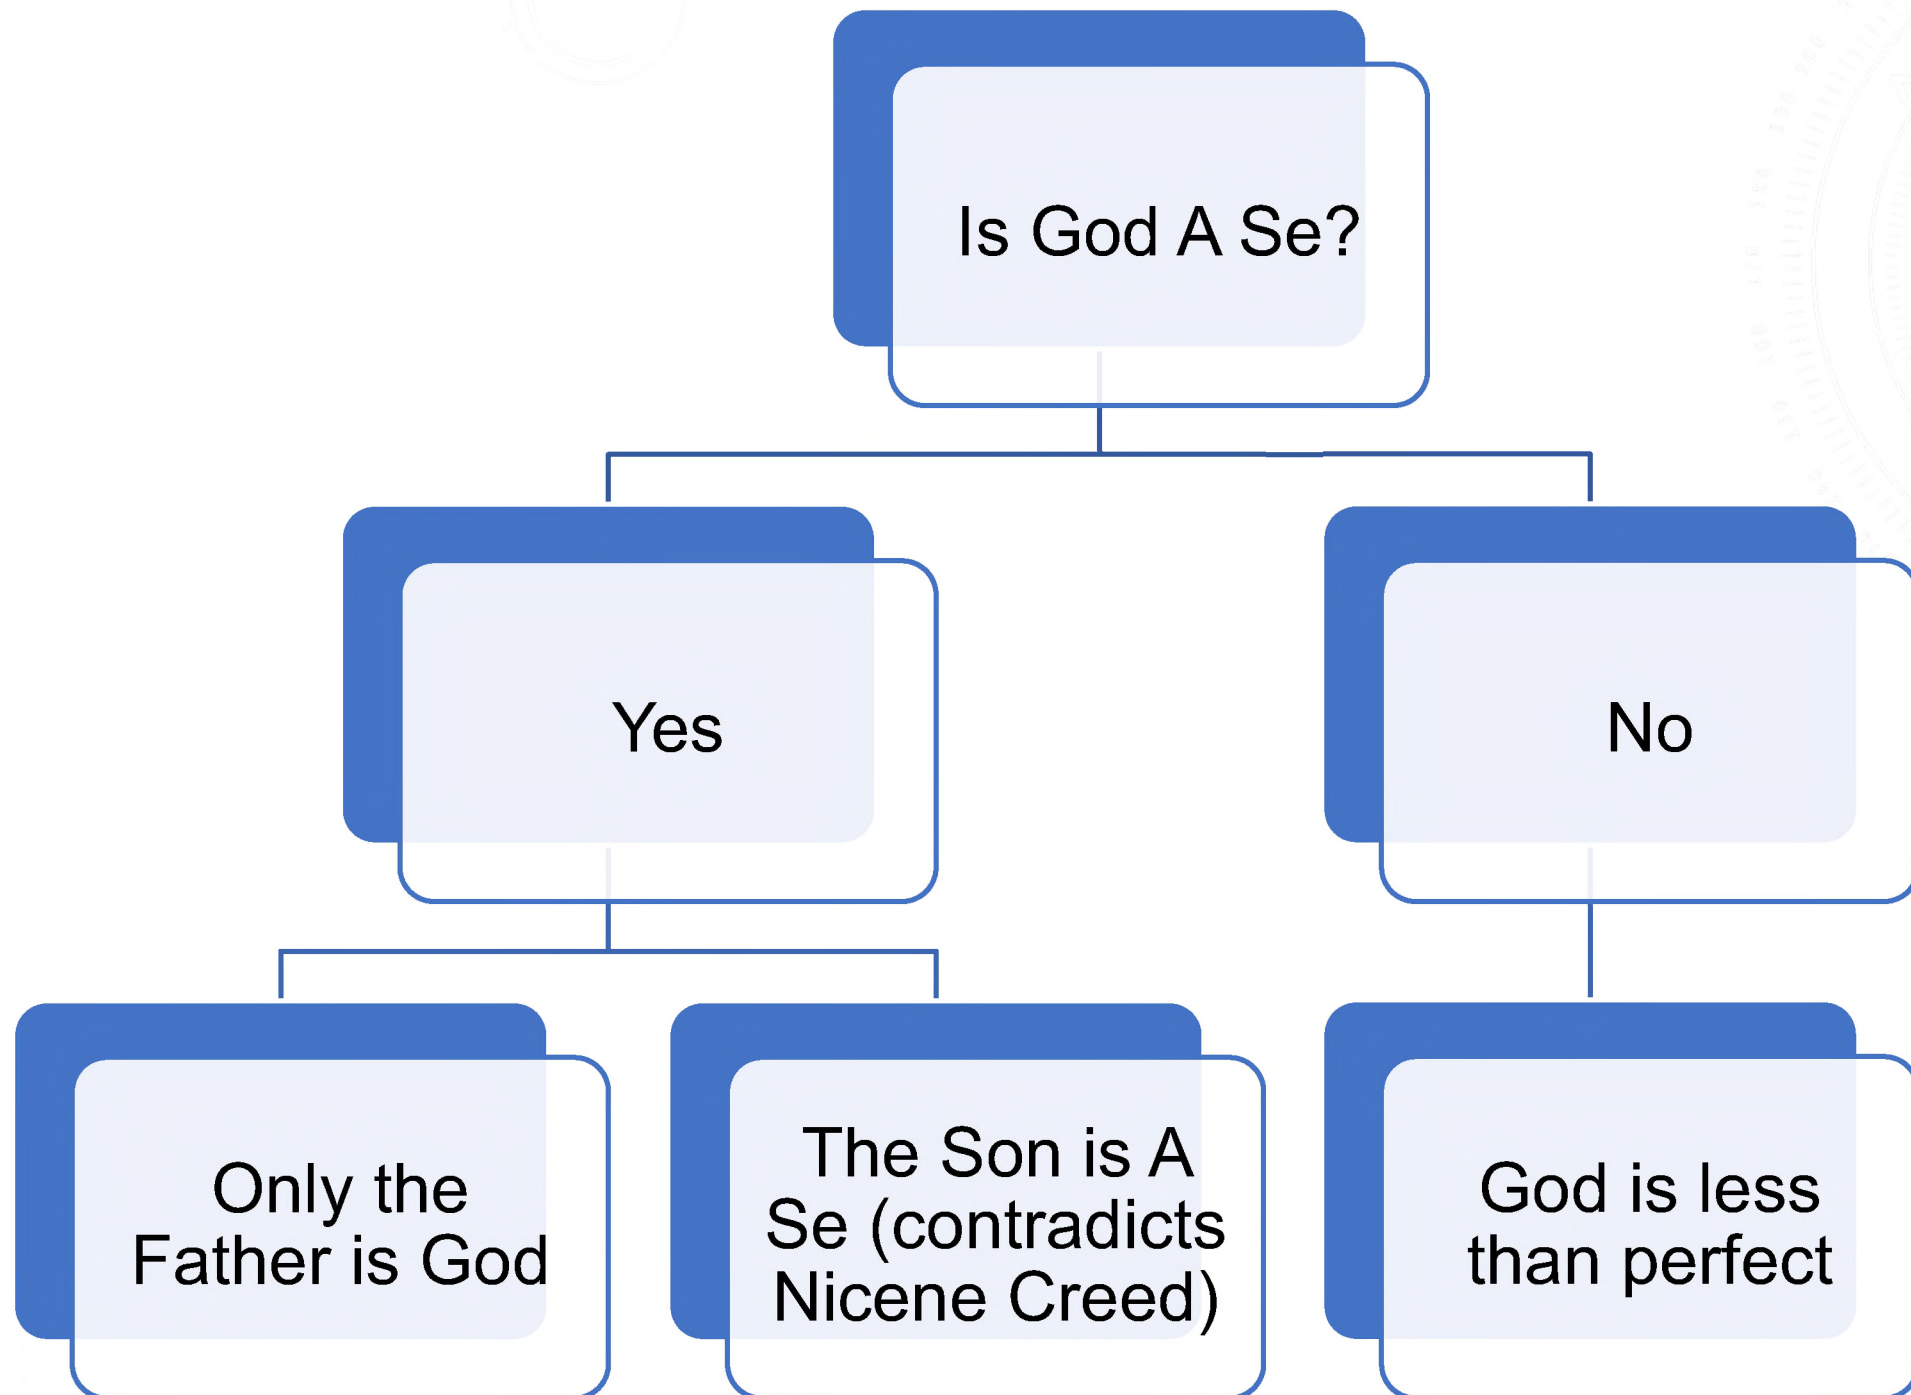 Is God A Se?
Yes
No
Only the
Father is God
The Son is A
Se (contradicts
Nicene Creed)
God is less
than perfect